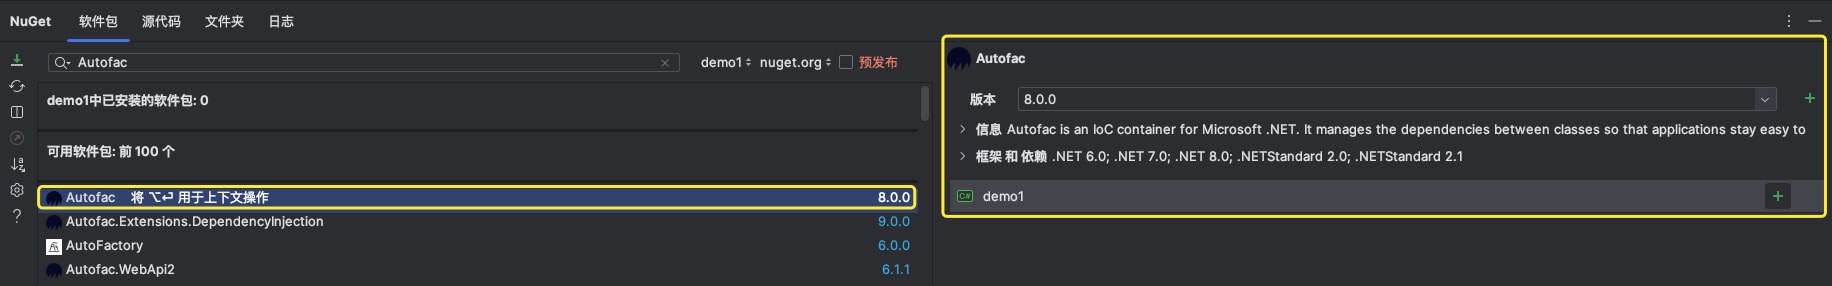 NuGet 软件包 源代码 文件夹 日志
Autofac demo1 nuget.org 预发布
demo1中已安装的软件包: 0
可用软件包: 前 100 个
Autofac 将 ⌥⏎ 用于上下文操作 8.0.0
Autofac.Extensions.DependencyInjection 9.0.0
AutoFactory 6.0.0
Autofac.WebApi2 6.1.1
Autofac
版本 8.0.0
信息 Autofac is an IoC container for Microsoft .NET. It manages the dependencies between classes so that applications stay easy to
框架 和 依赖 .NET 6.0; .NET 7.0; .NET 8.0; .NETStandard 2.0; .NETStandard 2.1
C# demo1